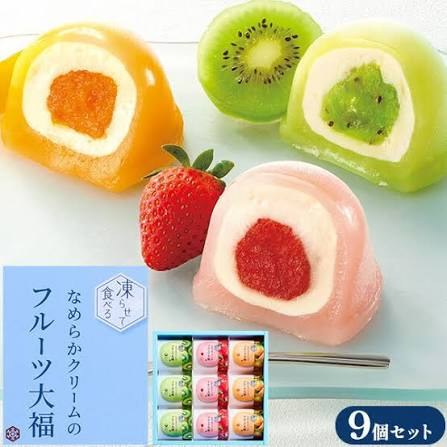 凍らせて
食べる
なめらかクリームの
フルーツ大福
9個セット